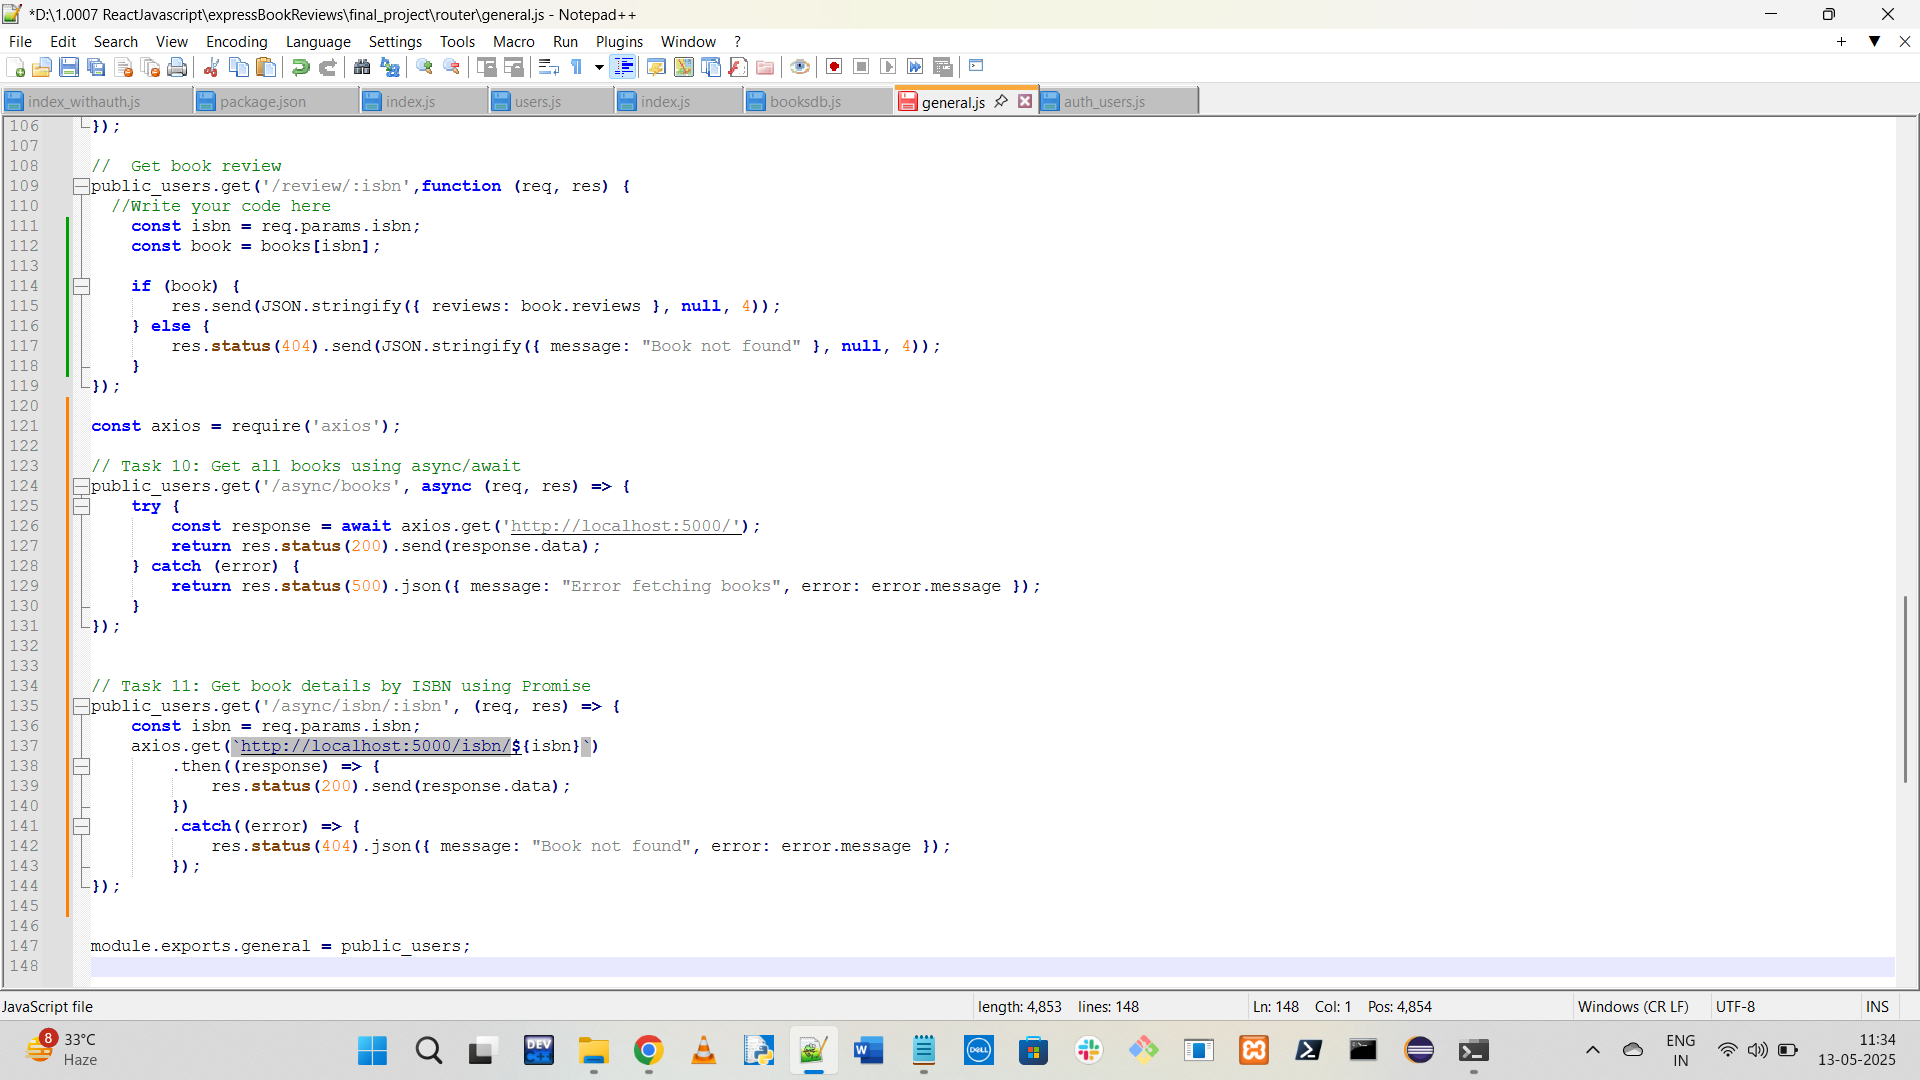 *D:\1.0007 ReactJavascript\expressBookReviews\final_project\router\general.js - Notepad++
File Edit Search View Encoding Language Settings Tools Macro Run Plugins Window ?
index_withauth.js package.json index.js users.js index.js booksdb.js general.js auth_users.js
106 });
107
108 //  Get book review
109 public_users.get('/review/:isbn',function (req, res) {
110   //Write your code here
111     const isbn = req.params.isbn;
112     const book = books[isbn];
113
114     if (book) {
115         res.send(JSON.stringify({ reviews: book.reviews }, null, 4));
116     } else {
117         res.status(404).send(JSON.stringify({ message: "Book not found" }, null, 4));
118     }
119 });
120
121 const axios = require('axios');
122
123 // Task 10: Get all books using async/await
124 public_users.get('/async/books', async (req, res) => {
125     try {
126         const response = await axios.get('http://localhost:5000/');
127         return res.status(200).send(response.data);
128     } catch (error) {
129         return res.status(500).json({ message: "Error fetching books", error: error.message });
130     }
131 });
132
133
134 // Task 11: Get book details by ISBN using Promise
135 public_users.get('/async/isbn/:isbn', (req, res) => {
136     const isbn = req.params.isbn;
137     axios.get(`http://localhost:5000/isbn/${isbn}`)
138         .then((response) => {
139             res.status(200).send(response.data);
140         })
141         .catch((error) => {
142             res.status(404).json({ message: "Book not found", error: error.message });
143         });
144 });
145
146
147 module.exports.general = public_users;
148
JavaScript file length: 4,853 lines: 148 Ln: 148 Col: 1 Pos: 4,854 Windows (CR LF) UTF-8 INS
8 33°C
Haze
DEV
DELL
ENG
IN
11:34
13-05-2025